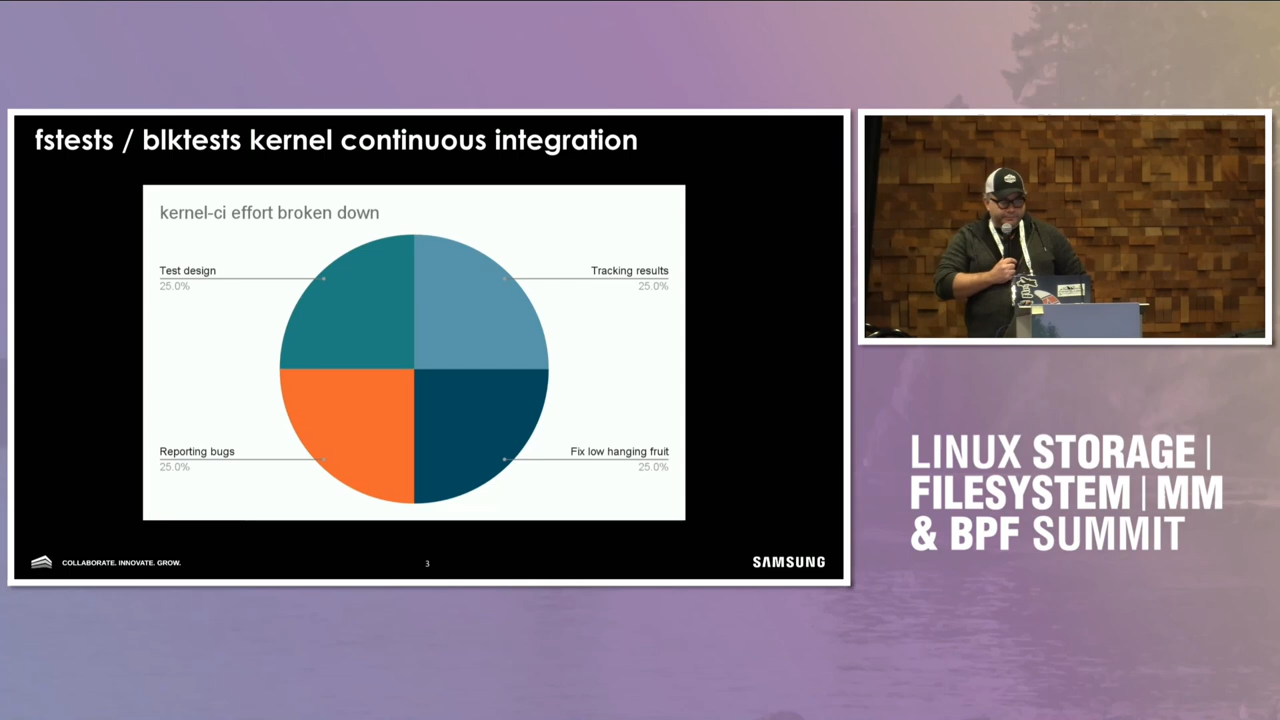 fstests / blktests kernel continuous integration
kernel-ci effort broken down
Test design
25.0%
Tracking results
25.0%
Reporting bugs
25.0%
Fix low hanging fruit
25.0%
COLLABORATE. INNOVATE. GROW.
3
SAMSUNG
LINUX STORAGE |
FILESYSTEM | MM
& BPF SUMMIT